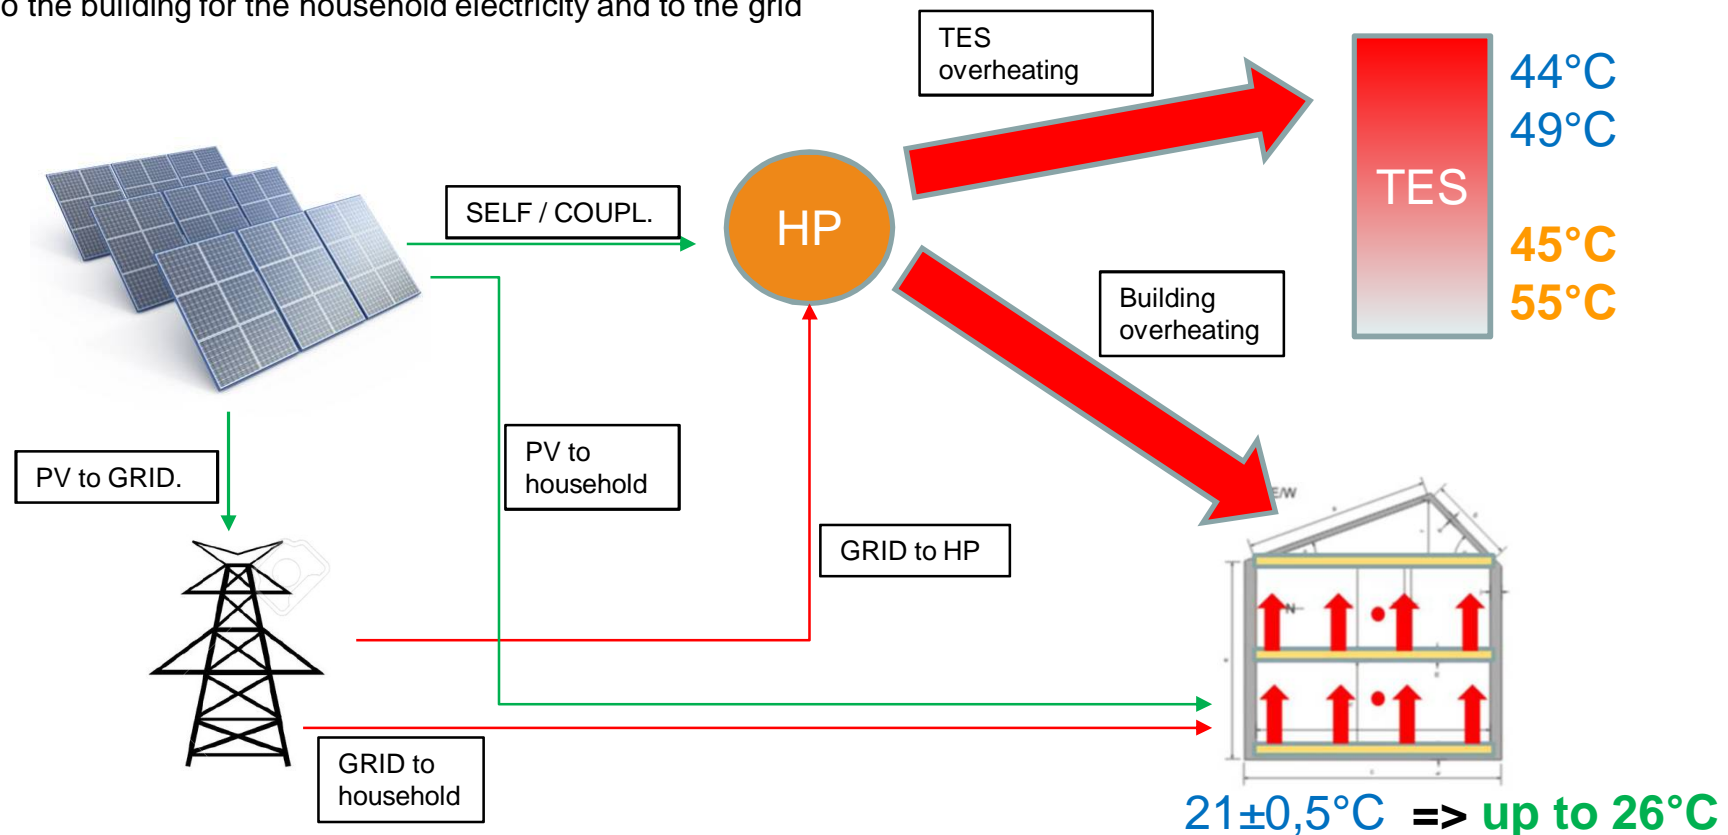 o the building for the household electricity and to the grid
TES
overheating
44°C
49°C
TES
SELF / COUPL.
HP
45°C
55°C
Building
overheating
PV to GRID.
PV to
household
E/W
GRID to HP
N
GRID to
household
21±0,5°C => up to 26°C